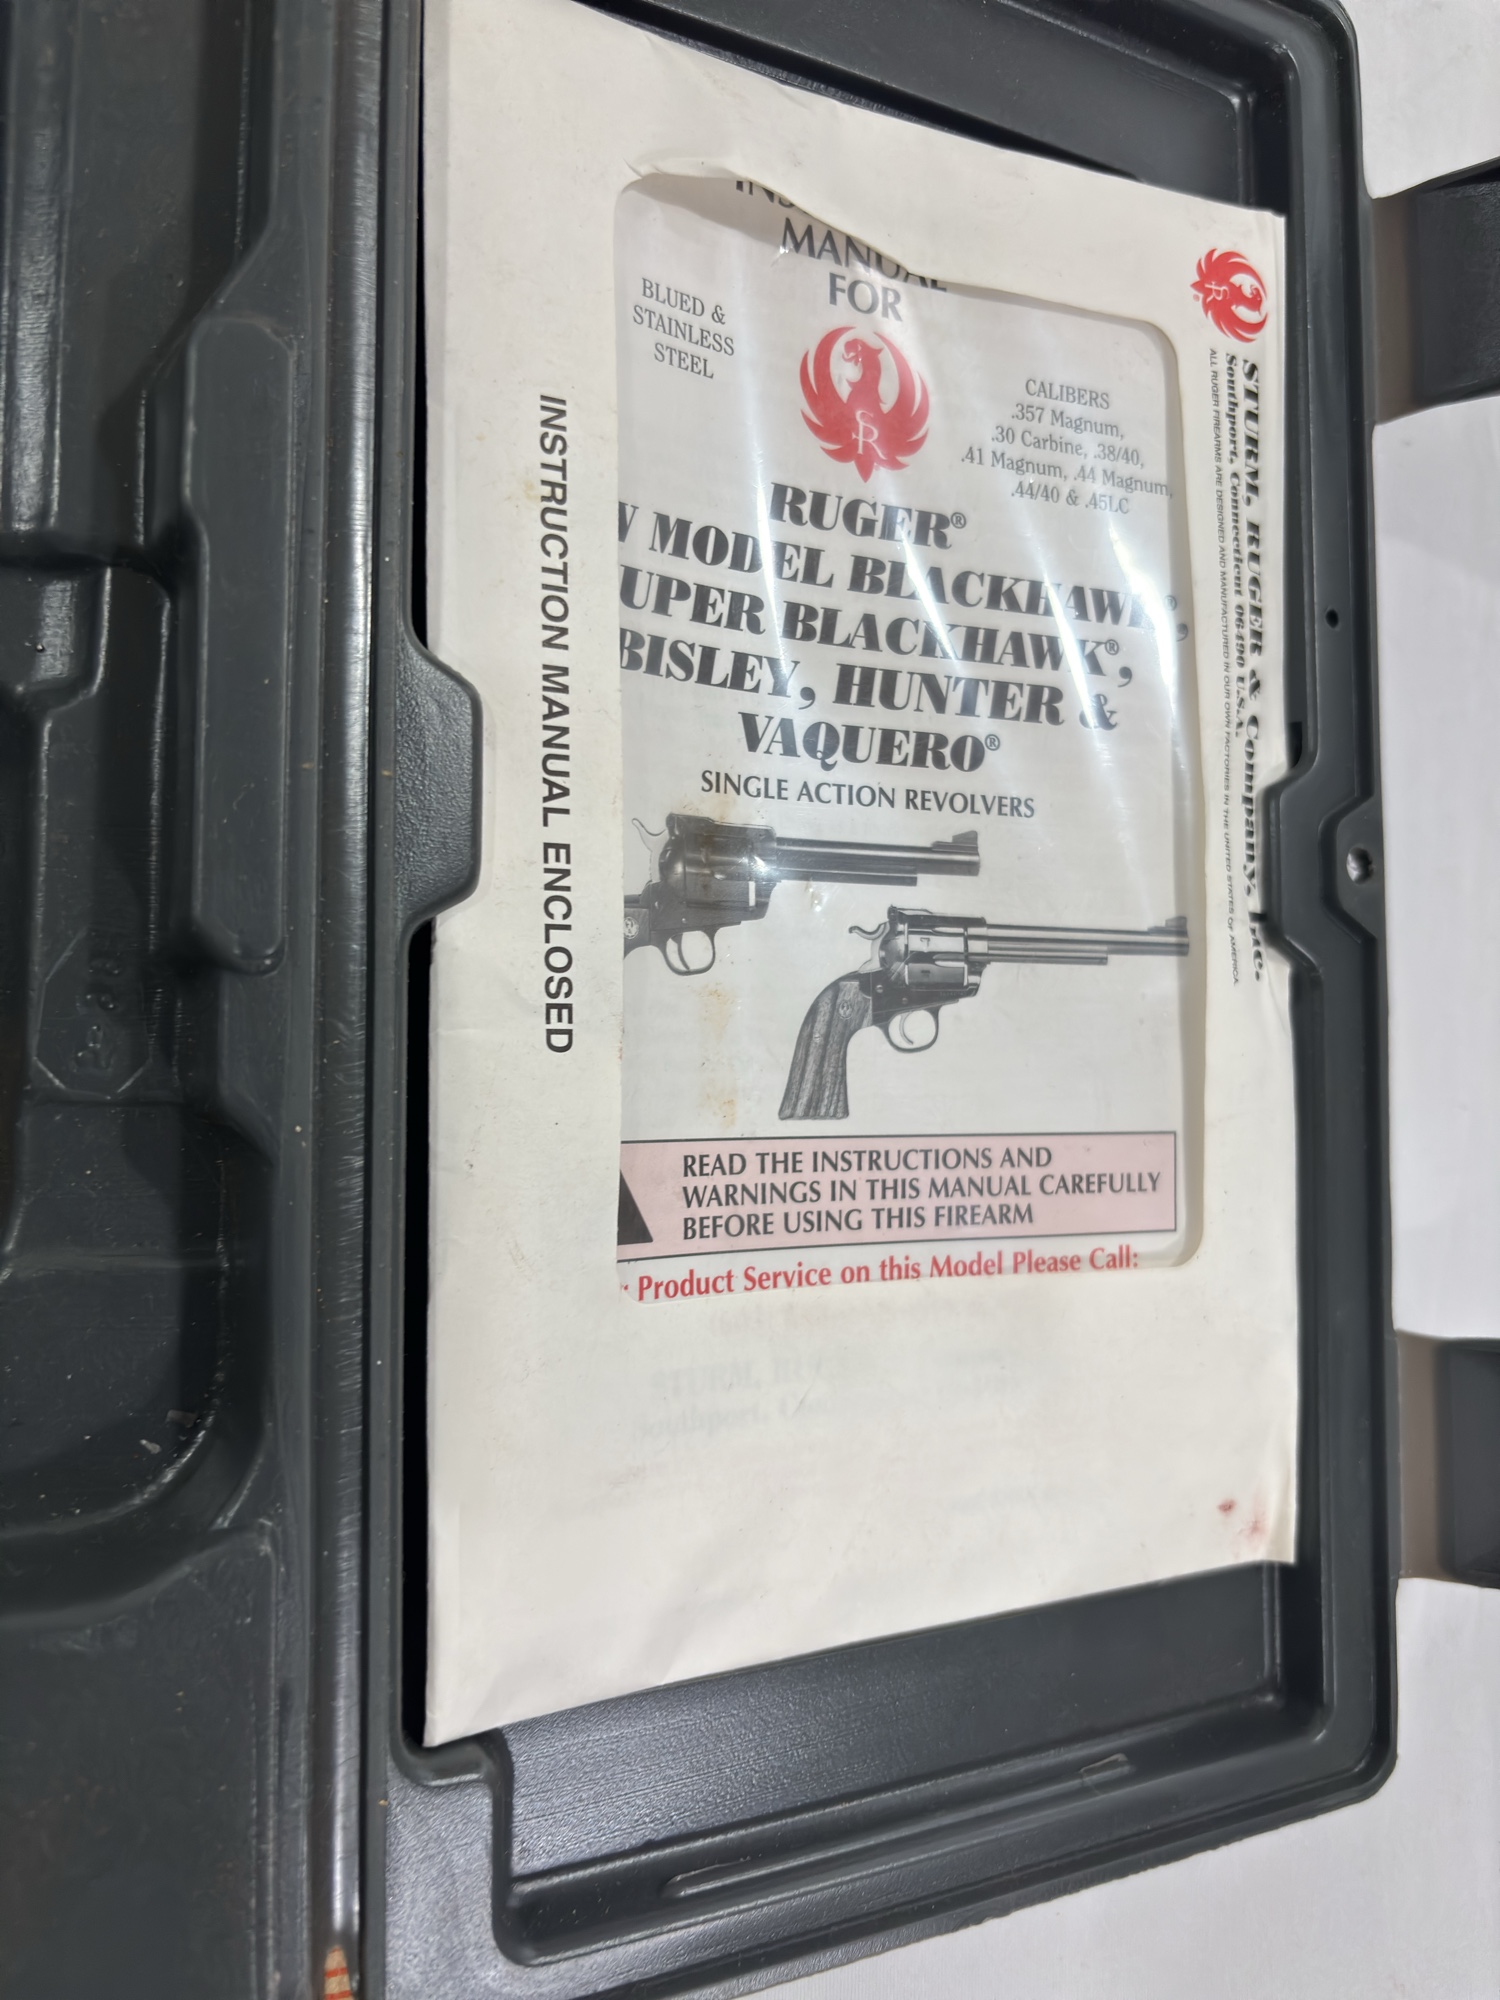 MANUAL
FOR
BLUED &
STAINLESS
STEEL
CALIBERS
.357 Magnum,
.30 Carbine, .38/40,
.41 Magnum, .44 Magnum,
.44/40 & .45LC
RUGER®
W MODEL BLACKHAWK®,
UPER BLACKHAWK®,
BISLEY, HUNTER &
VAQUERO®
SINGLE ACTION REVOLVERS
READ THE INSTRUCTIONS AND
WARNINGS IN THIS MANUAL CAREFULLY
BEFORE USING THIS FIREARM
Product Service on this Model Please Call:
INSTRUCTION MANUAL ENCLOSED
STURM, RUGER & Company, Inc.
Southport, Connecticut 06490 U.S.A.
ALL RUGER FIREARMS ARE DESIGNED AND MANUFACTURED IN OUR OWN FACTORIES IN THE UNITED STATES OF AMERICA